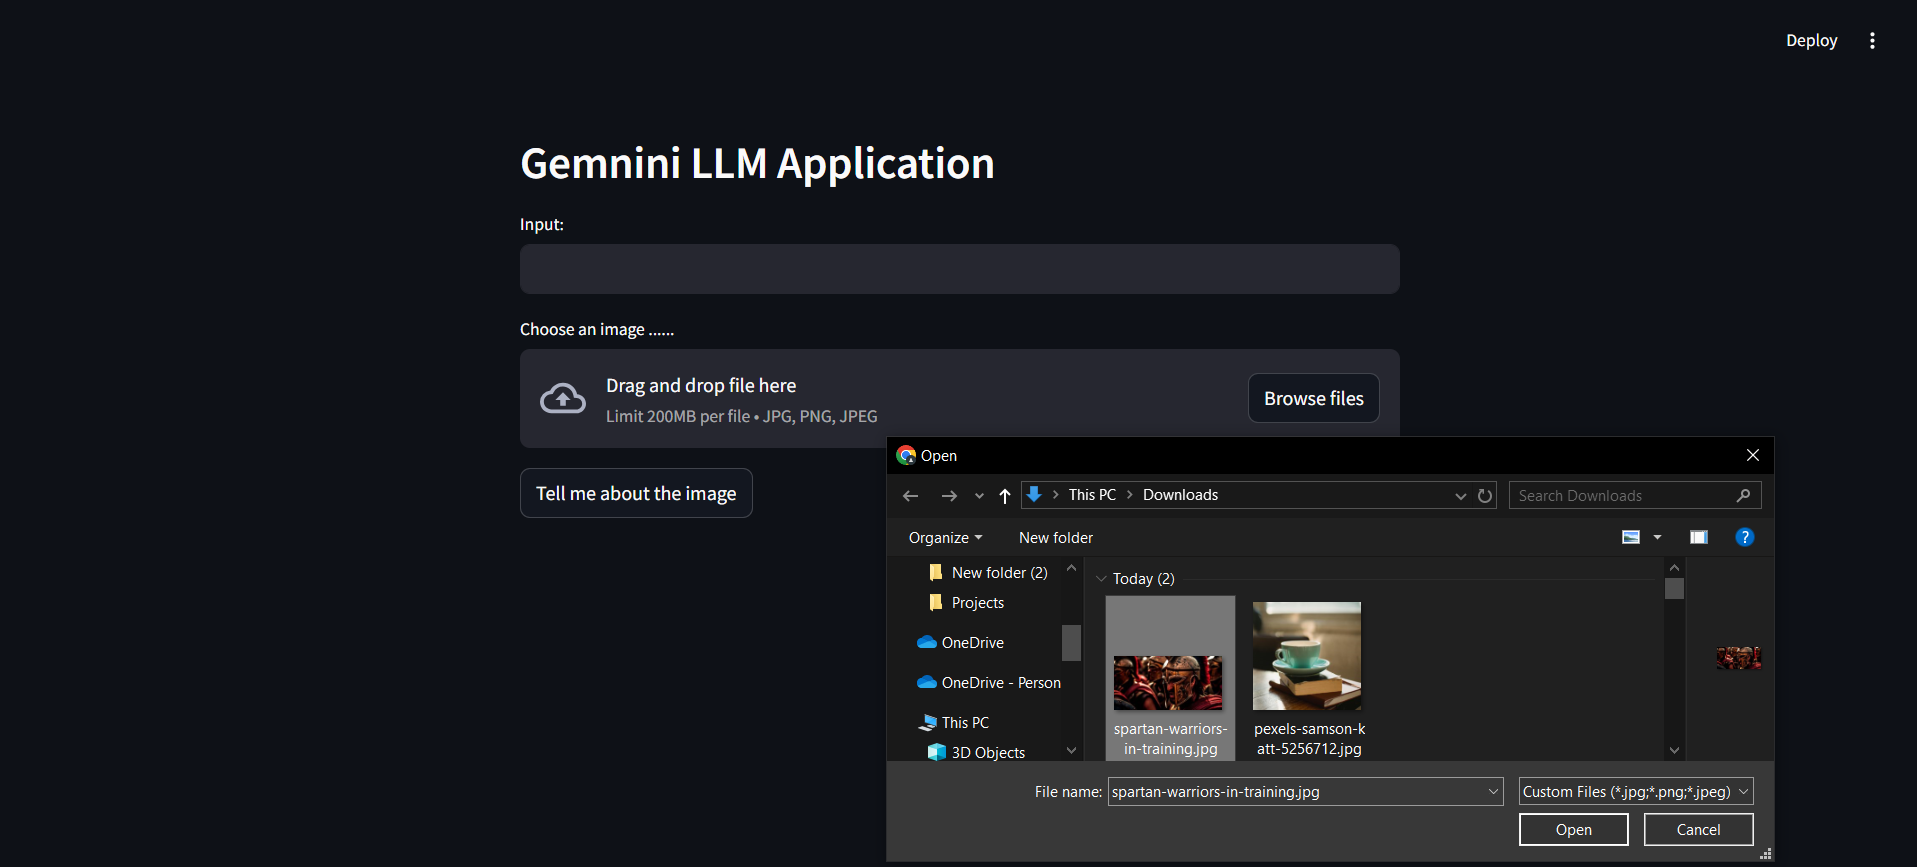 Deploy
Gemnini LLM Application
Input:
Choose an image ......
Drag and drop file here
Limit 200MB per file • JPG, PNG, JPEG
Browse files
Tell me about the image
Open
This PC > Downloads
Search Downloads
Organize
New folder
?
New folder (2)
Projects
OneDrive
OneDrive - Person
This PC
3D Objects
Today (2)
spartan-warriors-
in-training.jpg
pexels-samson-k
att-5256712.jpg
File name:
spartan-warriors-in-training.jpg
Custom Files (*.jpg;*.png;*.jpeg)
Open
Cancel